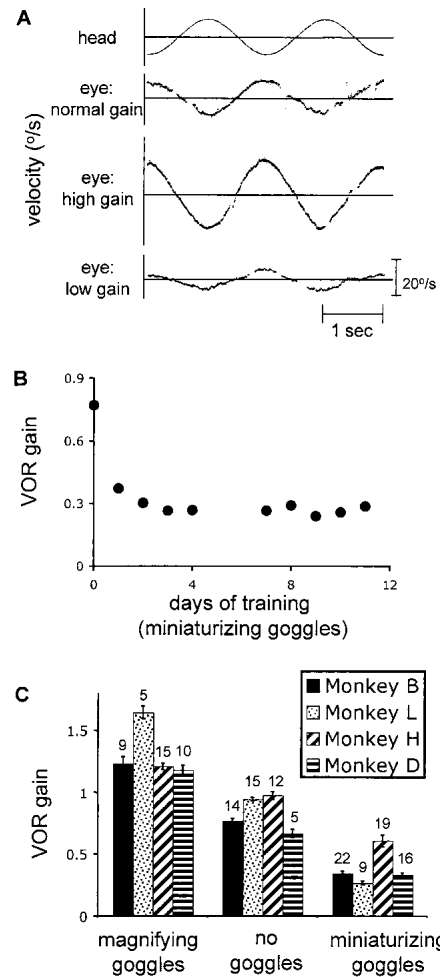 A
head
eye:
normal gain
eye:
high gain
eye:
low gain
velocity (º/s)
20º/s
1 sec
B
0.9
0.6
0.3
0
VOR gain
0
4
8
12
days of training
(miniaturizing goggles)
C
Monkey B
Monkey L
Monkey H
Monkey D
1.5
1
0.5
0
VOR gain
9
5
15
10
14
15
12
5
22
9
19
16
magnifying
goggles
no
goggles
miniaturizing
goggles